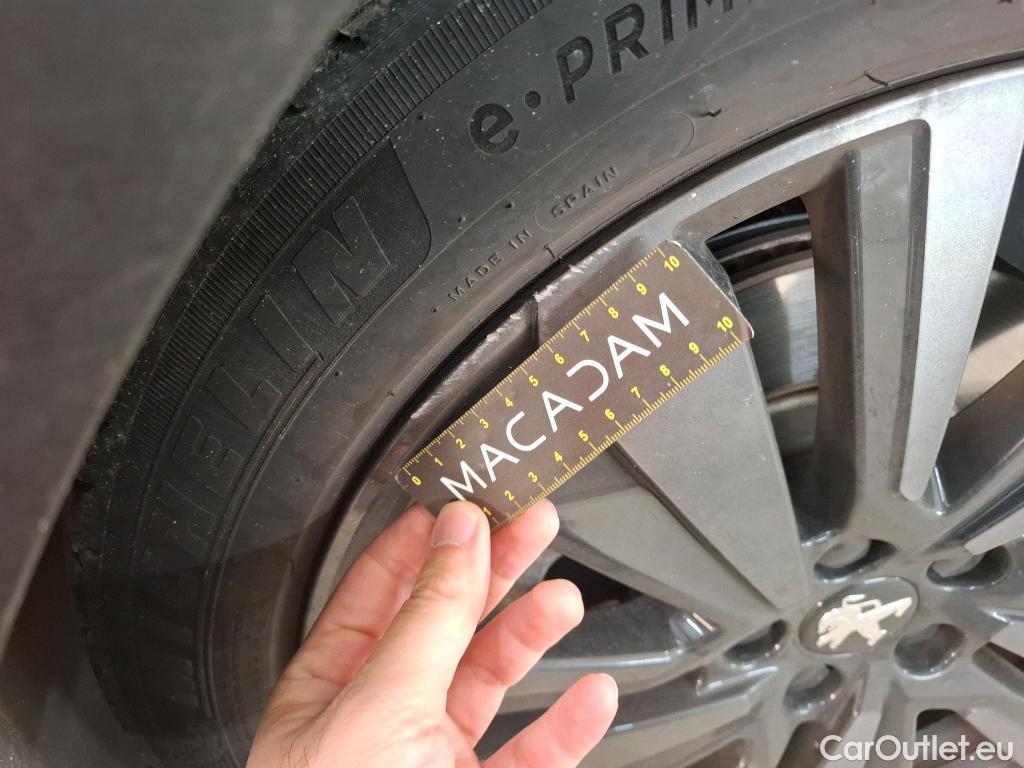 MICHELIN
e·PRIM
MADE IN SPAIN
0 1 2 3 4 5 6 7 8 9 10
MACADAM
1 2 3 4 5 6 7 8 9 10
CarOutlet.eu